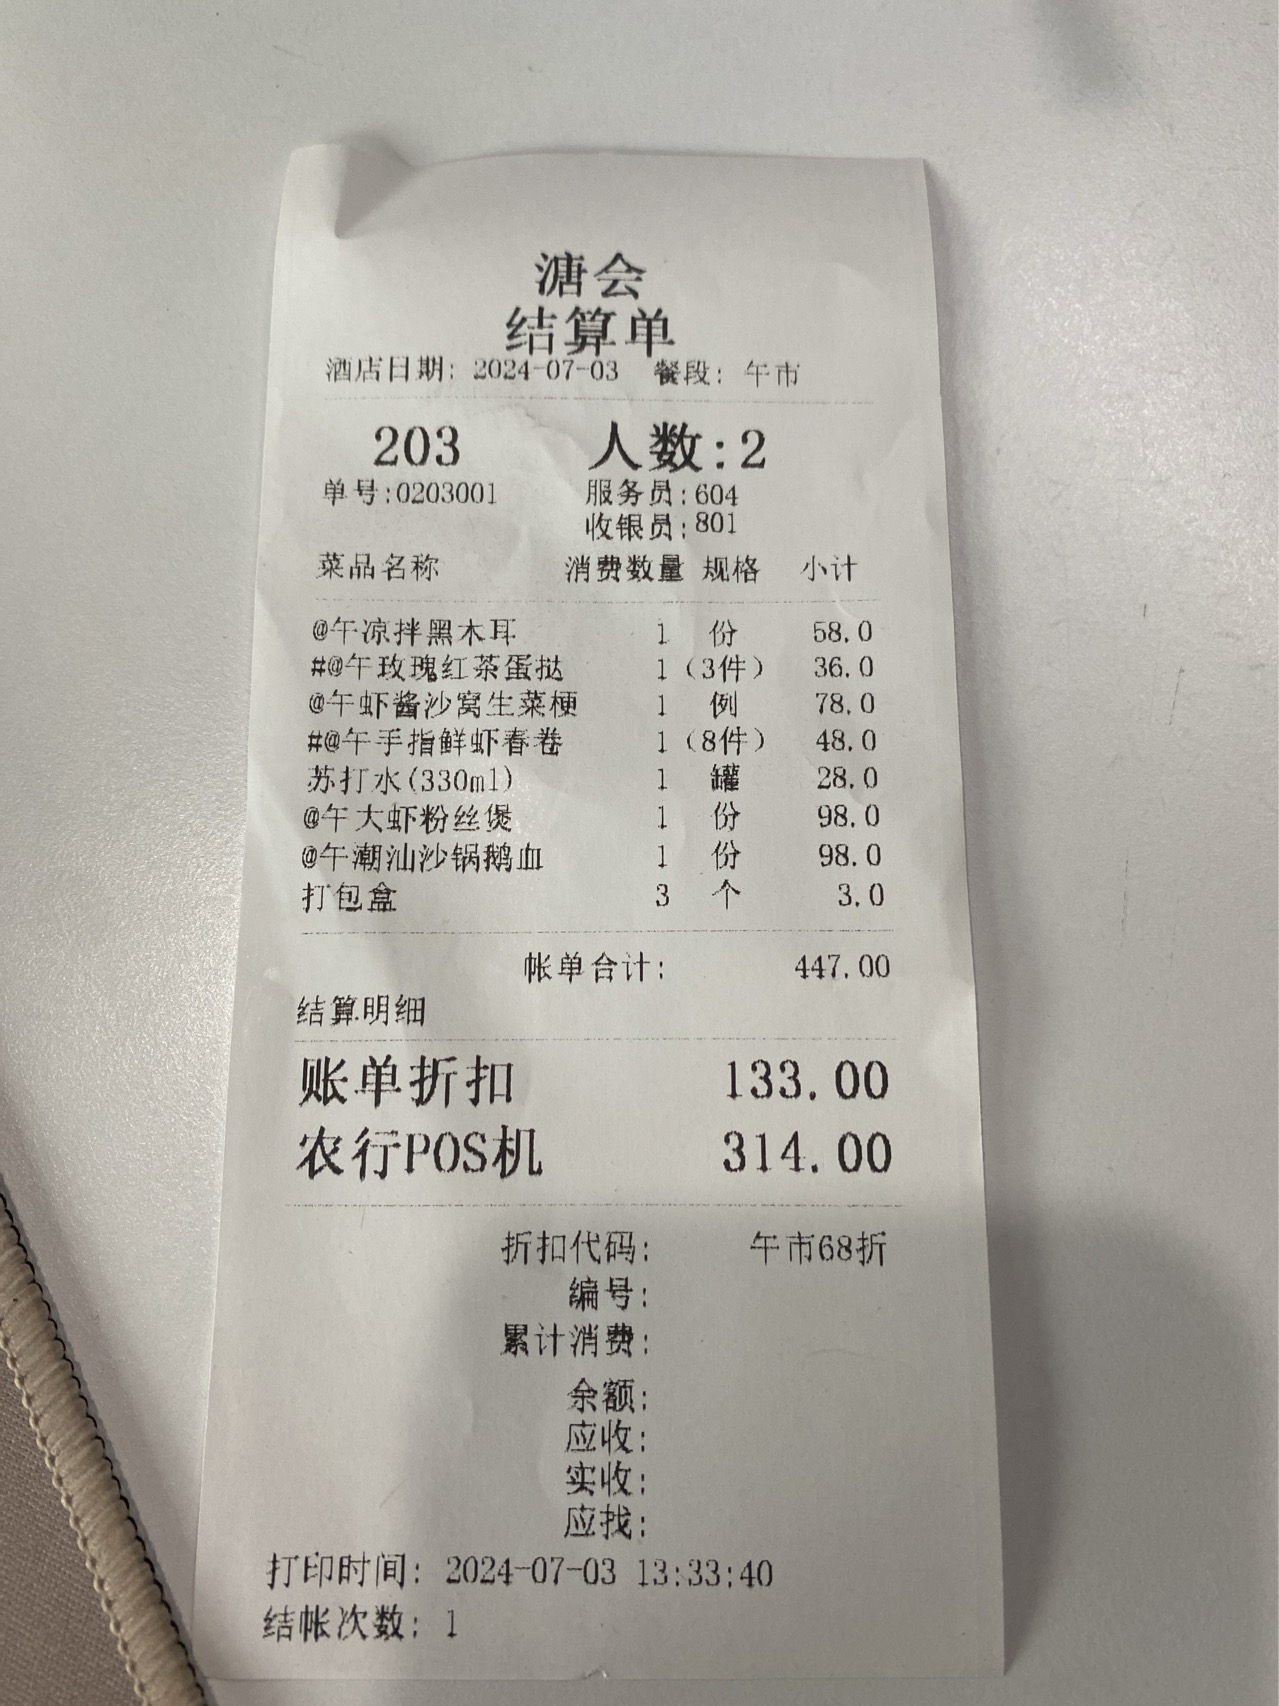 溏会
结算单
酒店日期: 2024-07-03 餐段: 午市
203 人数:2
单号:0203001 服务员:604
收银员:801
菜品名称 消费数量 规格 小计
@午凉拌黑木耳 1 份 58.0
#@午玫瑰红茶蛋挞 1 (3件) 36.0
@午虾酱沙窝生菜梗 1 例 78.0
#@午手指鲜虾春卷 1 (8件) 48.0
苏打水(330ml) 1 罐 28.0
@午大虾粉丝煲 1 份 98.0
@午潮汕沙锅鹅血 1 份 98.0
打包盒 3 个 3.0
帐单合计: 447.00
结算明细
账单折扣 133.00
农行POS机 314.00
折扣代码: 午市68折
编号:
累计消费:
余额:
应收:
实收:
应找:
打印时间: 2024-07-03 13:33:40
结帐次数: 1